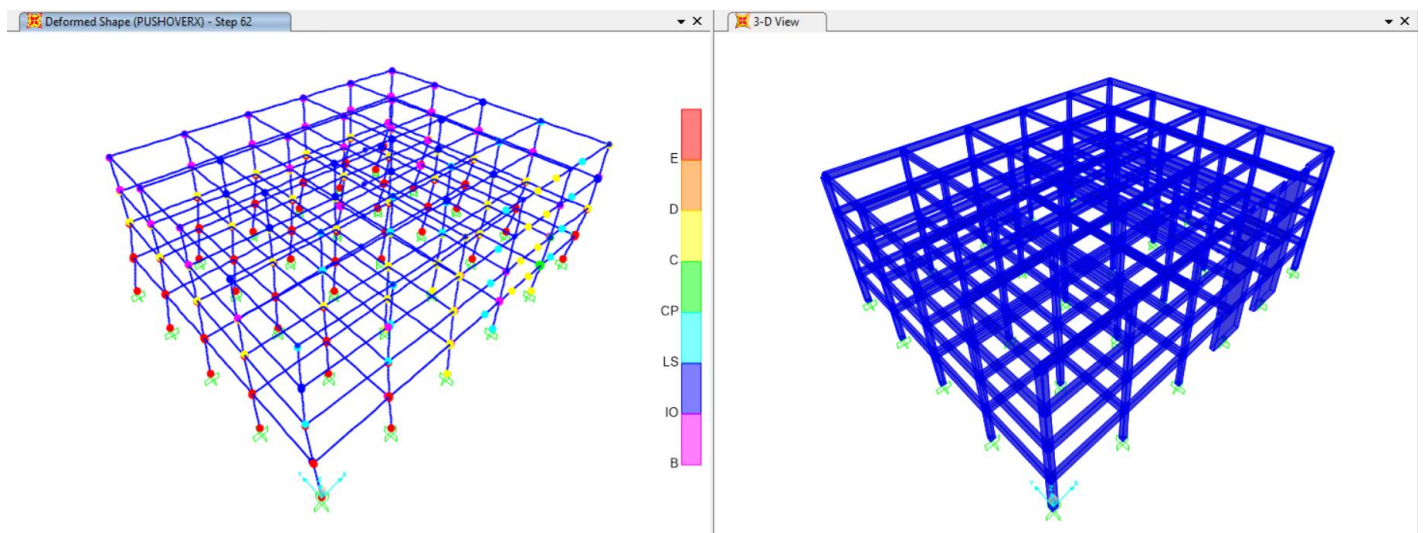 Deformed Shape (PUSHOVERX) - Step 62
3-D View
E
D
C
CP
LS
IO
B